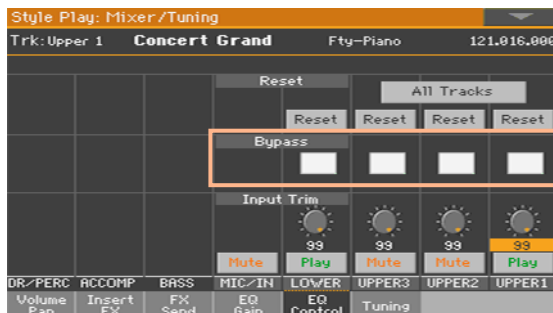 Style Play: Mixer/Tuning
Trk: Upper 1 Concert Grand Fty-Piano 121.016.000
Reset
All Tracks
Reset Reset Reset Reset
Bypass
Input Trim
99 99 99 99
Mute Play Mute Mute Play
DR/PERC ACCOMP BASS MIC/IN LOWER UPPER3 UPPER2 UPPER1
Volume Insert FX EQ EQ Tuning
Pan FX Send Gain Control